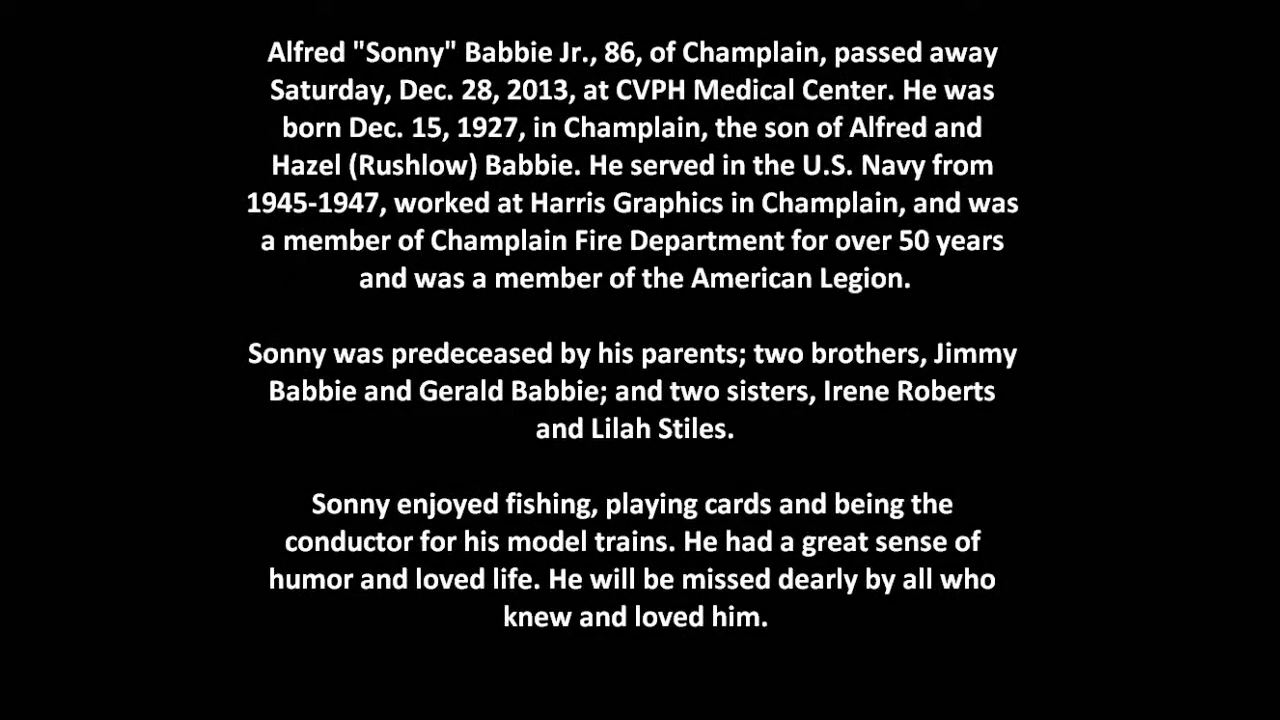 Alfred "Sonny" Babbie Jr., 86, of Champlain, passed away
Saturday, Dec. 28, 2013, at CVPH Medical Center. He was
born Dec. 15, 1927, in Champlain, the son of Alfred and
Hazel (Rushlow) Babbie. He served in the U.S. Navy from
1945-1947, worked at Harris Graphics in Champlain, and was
a member of Champlain Fire Department for over 50 years
and was a member of the American Legion.
Sonny was predeceased by his parents; two brothers, Jimmy
Babbie and Gerald Babbie; and two sisters, Irene Roberts
and Lilah Stiles.
Sonny enjoyed fishing, playing cards and being the
conductor for his model trains. He had a great sense of
humor and loved life. He will be missed dearly by all who
knew and loved him.